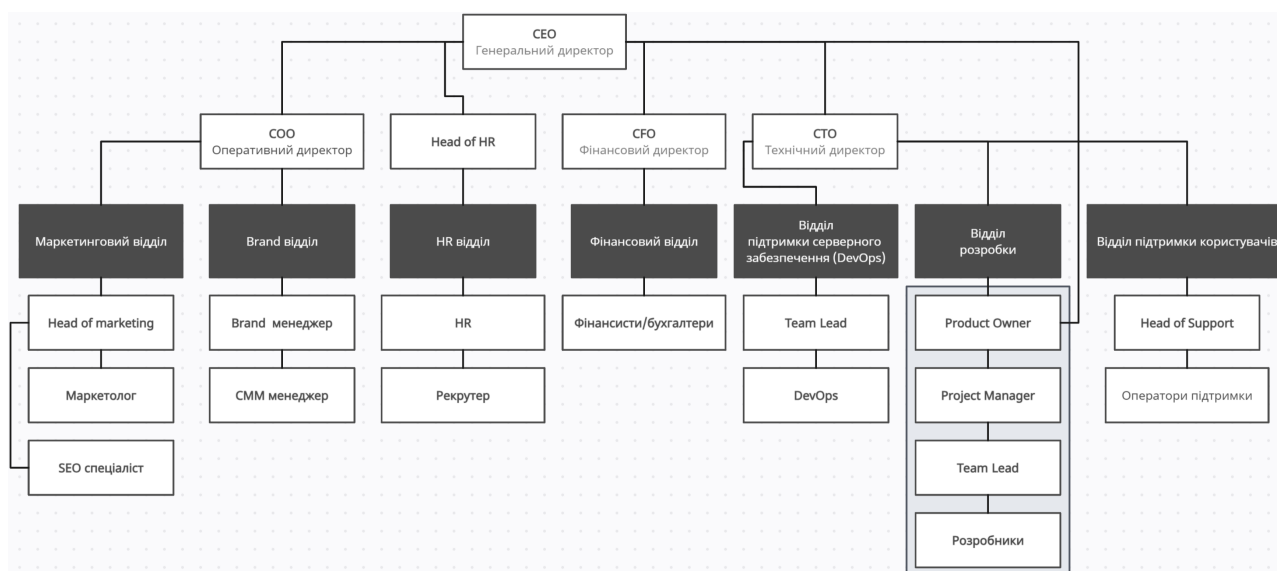 CEO
Генеральний директор
COO
Оперативний директор
Head of HR
CFO
Фінансовий директор
CTO
Технічний директор
Маркетинговий відділ
Brand відділ
HR відділ
Фінансовий відділ
Відділ
підтримки серверного
забезпечення (DevOps)
Відділ
розробки
Відділ підтримки користувачів
Head of marketing
Brand менеджер
HR
Фінансисти/бухгалтери
Team Lead
Product Owner
Head of Support
Маркетолог
СММ менеджер
Рекрутер
DevOps
Project Manager
Оператори підтримки
SEO спеціаліст
Team Lead
Розробники